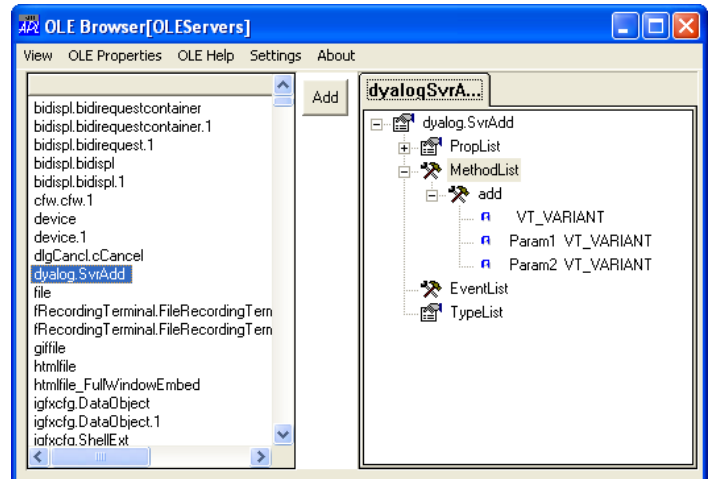 OLE Browser[OLEServers]
View OLE Properties OLE Help Settings About
bidispl.bidirequestcontainer
bidispl.bidirequestcontainer.1
bidispl.bidirequest.1
bidispl.bidispl
bidispl.bidispl.1
cfw.cfw.1
device
device.1
dlgCancl.cCancel
dyalog.SvrAdd
file
fRecordingTerminal.FileRecordingTern
fRecordingTerminal.FileRecordingTern
giffile
htmlfile
htmlfile_FullWindowEmbed
igfxcfg.DataObject
igfxcfg.DataObject.1
igfxcfg.ShellExt
Add
dyalogSvrA...
dyalog.SvrAdd
PropList
MethodList
add
VT_VARIANT
Param1 VT_VARIANT
Param2 VT_VARIANT
EventList
TypeList